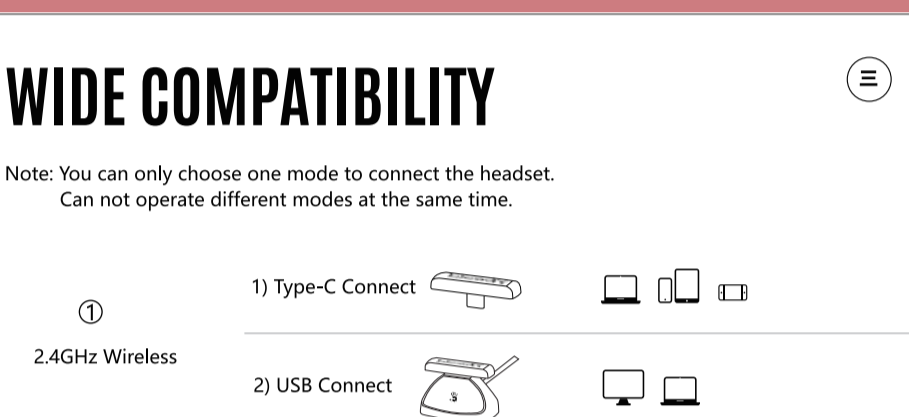 WIDE COMPATIBILITY
Note: You can only choose one mode to connect the headset.
Can not operate different modes at the same time.
1) Type-C Connect
①
2.4GHz Wireless
2) USB Connect